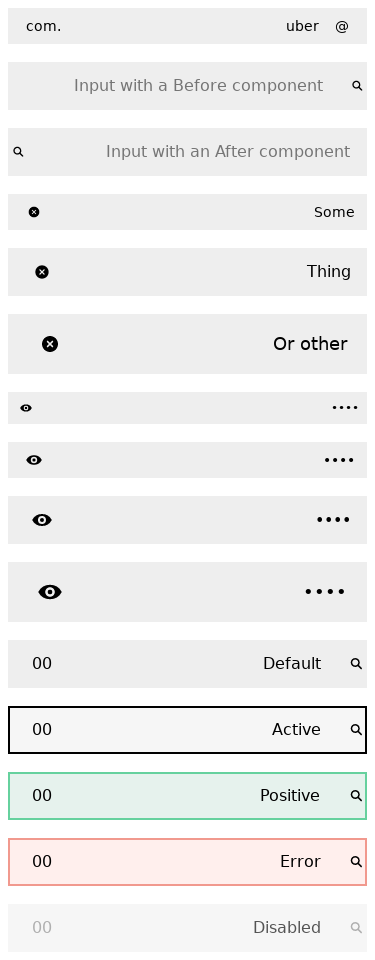 com. uber @
Input with a Before component
Input with an After component
Some
Thing
Or other
••••
••••
••••
••••
00 Default
00 Active
00 Positive
00 Error
00 Disabled